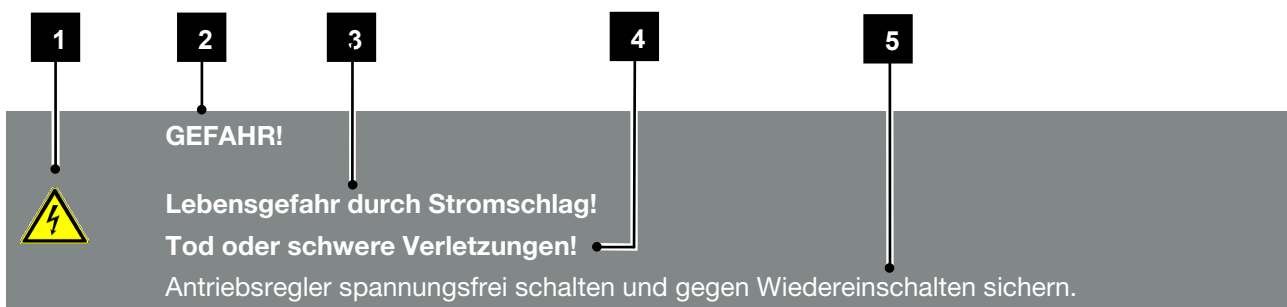 1 2 3 4 5
GEFAHR!
Lebensgefahr durch Stromschlag!
Tod oder schwere Verletzungen!
Antriebsregler spannungsfrei schalten und gegen Wiedereinschalten sichern.